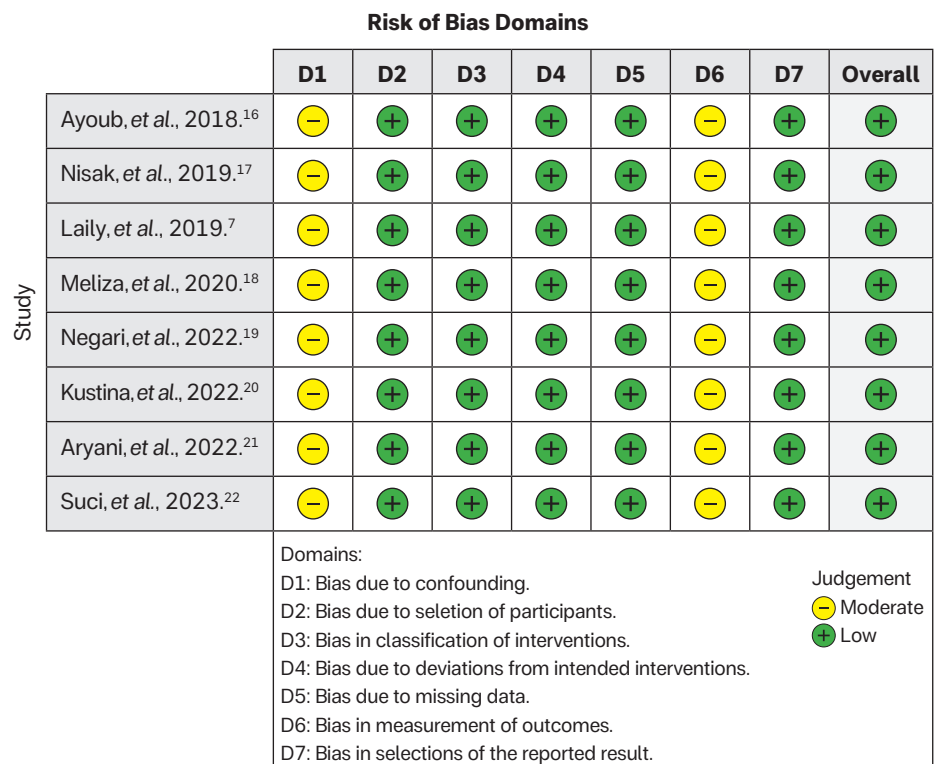 Risk of Bias Domains
D1 D2 D3 D4 D5 D6 D7 Overall
Study
Ayoub, et al., 2018.16 − + + + + − + +
Nisak, et al., 2019.17 − + + + + − + +
Laily, et al., 2019.7 − + + + + − + +
Meliza, et al., 2020.18 − + + + + − + +
Negari, et al., 2022.19 − + + + + − + +
Kustina, et al., 2022.20 − + + + + − + +
Aryani, et al., 2022.21 − + + + + − + +
Suci, et al., 2023.22 − + + + + − + +
Domains:
D1: Bias due to confounding.
D2: Bias due to seletion of participants.
D3: Bias in classification of interventions.
D4: Bias due to deviations from intended interventions.
D5: Bias due to missing data.
D6: Bias in measurement of outcomes.
D7: Bias in selections of the reported result.
Judgement
− Moderate
+ Low